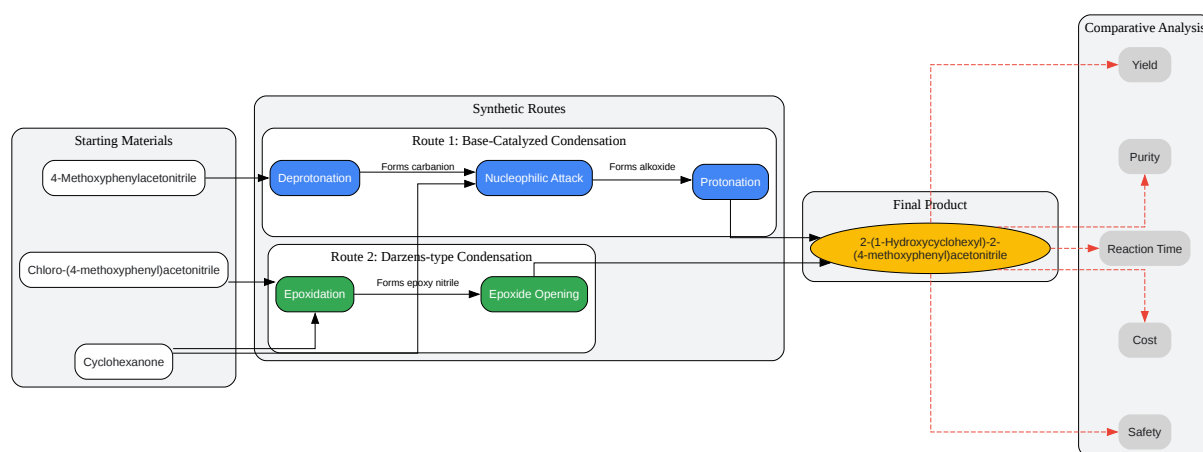 Starting Materials
4-Methoxyphenylacetonitrile
Chloro-(4-methoxyphenyl)acetonitrile
Cyclohexanone
Synthetic Routes
Route 1: Base-Catalyzed Condensation
Deprotonation
Forms carbanion
Nucleophilic Attack
Forms alkoxide
Protonation
Route 2: Darzens-type Condensation
Epoxidation
Forms epoxy nitrile
Epoxide Opening
Final Product
2-(1-Hydroxycyclohexyl)-2-
(4-methoxyphenyl)acetonitrile
Comparative Analysis
Yield
Purity
Reaction Time
Cost
Safety